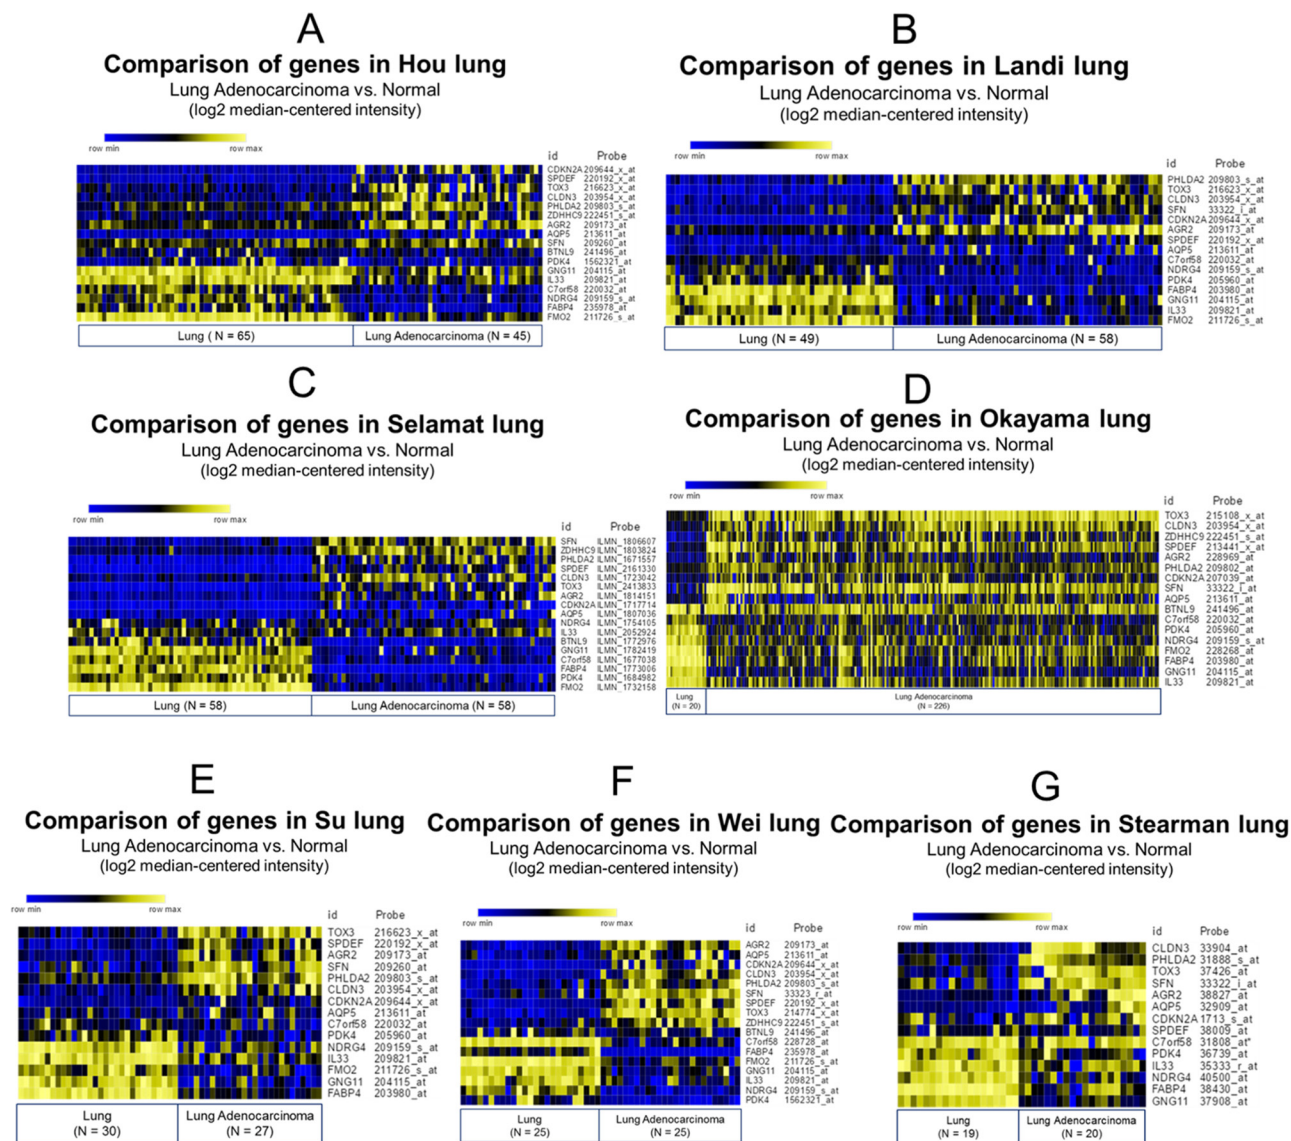 A
Comparison of genes in Hou lung
Lung Adenocarcinoma vs. Normal
(log2 median-centered intensity)
row min row max
id Probe
CDKN2A 209644_x_at
SPDEF 220192_x_at
TOX3 216623_x_at
CLDN3 203954_x_at
PHLDA2 209803_s_at
ZDHHC9 222451_s_at
AGR2 209173_at
AQP5 213611_at
SFN 209260_at
BTNL9 241496_at
PDK4 1562321_at
GNG11 204115_at
IL33 209821_at
C7orf58 220032_at
NDRG4 209159_s_at
FABP4 235978_at
FMO2 211726_s_at
Lung ( N = 65) Lung Adenocarcinoma (N = 45)
B
Comparison of genes in Landi lung
Lung Adenocarcinoma vs. Normal
(log2 median-centered intensity)
row min row max
id Probe
PHLDA2 209803_s_at
TOX3 216623_x_at
CLDN3 203954_x_at
SFN 33322_i_at
CDKN2A 209644_x_at
AGR2 209173_at
SPDEF 220192_x_at
AQP5 213611_at
C7orf58 220032_at
NDRG4 209159_s_at
PDK4 205960_at
FABP4 203980_at
GNG11 204115_at
IL33 209821_at
FMO2 211726_s_at
Lung (N = 49) Lung Adenocarcinoma (N = 58)
C
Comparison of genes in Selamat lung
Lung Adenocarcinoma vs. Normal
(log2 median-centered intensity)
row min row max
id Probe
SFN ILMN_1806607
ZDHHC9 ILMN_1803824
PHLDA2 ILMN_1671557
SPDEF ILMN_2161330
CLDN3 ILMN_1723042
TOX3 ILMN_2413833
AGR2 ILMN_1814151
CDKN2A ILMN_1717714
AQP5 ILMN_1807036
NDRG4 ILMN_1754105
IL33 ILMN_2052924
BTNL9 ILMN_1772976
GNG11 ILMN_1782419
C7orf58 ILMN_1677038
FABP4 ILMN_1773006
PDK4 ILMN_1684982
FMO2 ILMN_1732158
Lung (N = 58) Lung Adenocarcinoma (N = 58)
D
Comparison of genes in Okayama lung
Lung Adenocarcinoma vs. Normal
(log2 median-centered intensity)
row min row max
id Probe
TOX3 215108_x_at
CLDN3 203954_x_at
ZDHHC9 222451_s_at
SPDEF 213441_x_at
AGR2 228969_at
PHLDA2 209802_at
CDKN2A 207039_at
SFN 33322_i_at
AQP5 213611_at
BTNL9 241496_at
C7orf58 220032_at
PDK4 205960_at
NDRG4 209159_s_at
FMO2 228268_at
FABP4 203980_at
GNG11 204115_at
IL33 209821_at
Lung Lung Adenocarcinoma
(N = 20) (N = 226)
E
Comparison of genes in Su lung
Lung Adenocarcinoma vs. Normal
(log2 median-centered intensity)
row min row max
id Probe
TOX3 216623_x_at
SPDEF 220192_x_at
AGR2 209173_at
SFN 209260_at
PHLDA2 209803_s_at
CLDN3 203954_x_at
CDKN2A 209644_x_at
AQP5 213611_at
C7orf58 220032_at
PDK4 205960_at
NDRG4 209159_s_at
IL33 209821_at
FMO2 211726_s_at
GNG11 204115_at
FABP4 203980_at
Lung Lung Adenocarcinoma
(N = 30) (N = 27)
F
Comparison of genes in Wei lung
Lung Adenocarcinoma vs. Normal
(log2 median-centered intensity)
row min row max
id Probe
AGR2 209173_at
AQP5 213611_at
CDKN2A 209644_x_at
CLDN3 203954_x_at
PHLDA2 209803_s_at
SFN 33323_r_at
SPDEF 220192_x_at
TOX3 214774_x_at
ZDHHC9 222451_s_at
BTNL9 241496_at
C7orf58 228728_at
FABP4 235978_at
FMO2 211726_s_at
GNG11 204115_at
IL33 209821_at
NDRG4 209159_s_at
PDK4 1562321_at
Lung Lung Adenocarcinoma
(N = 25) (N = 25)
G
Comparison of genes in Stearman lung
Lung Adenocarcinoma vs. Normal
(log2 median-centered intensity)
row min row max
id Probe
CLDN3 33904_at
PHLDA2 31888_s_at
TOX3 37426_at
SFN 33322_i_at
AGR2 38827_at
AQP5 32909_at
CDKN2A 1713_s_at
SPDEF 38009_at
C7orf58 31808_at*
PDK4 36739_at
IL33 35333_r_at
NDRG4 40500_at
FABP4 38430_at
GNG11 37908_at
Lung Lung Adenocarcinoma
(N = 19) (N = 20)